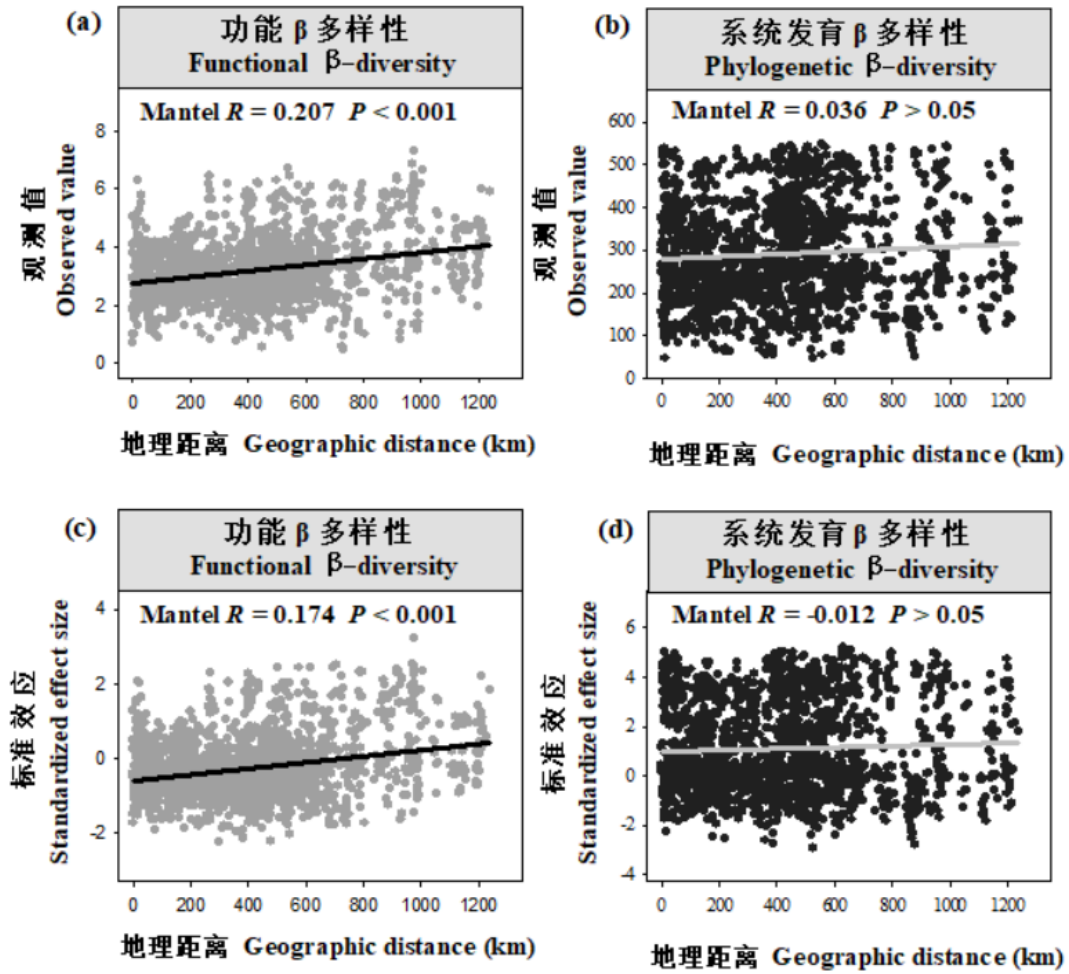 (a)
功能 β 多样性
Functional β-diversity
Mantel R = 0.207 P < 0.001
观测值
Observed value
8
6
4
2
0
0 200 400 600 800 1000 1200
地理距离 Geographic distance (km)
(b)
系统发育 β 多样性
Phylogenetic β-diversity
Mantel R = 0.036 P > 0.05
观测值
Observed value
600
500
400
300
200
100
0
0 200 400 600 800 1000 1200
地理距离 Geographic distance (km)
(c)
功能 β 多样性
Functional β-diversity
Mantel R = 0.174 P < 0.001
标准效应
Standardized effect size
4
2
0
-2
0 200 400 600 800 1000 1200
地理距离 Geographic distance (km)
(d)
系统发育 β 多样性
Phylogenetic β-diversity
Mantel R = -0.012 P > 0.05
标准效应
Standardized effect size
6
4
2
0
-2
-4
0 200 400 600 800 1000 1200
地理距离 Geographic distance (km)